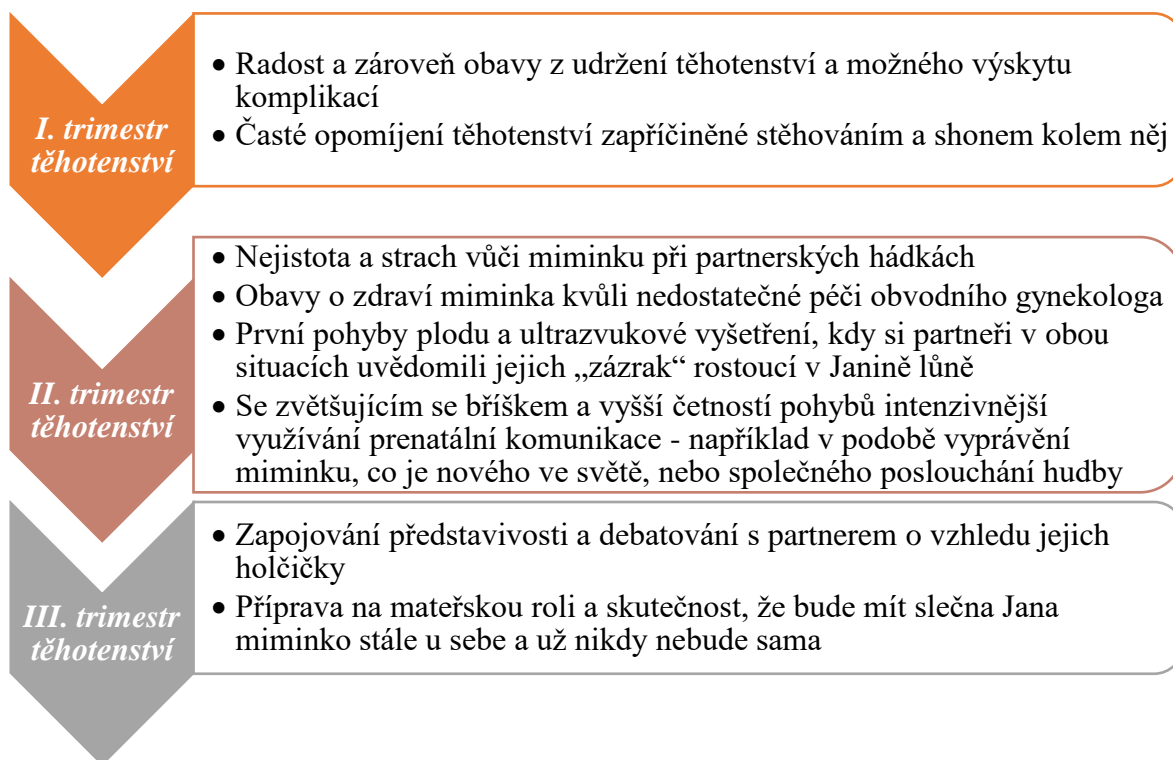 I. trimestr
těhotenství
• Radost a zároveň obavy z udržení těhotenství a možného výskytu
komplikací
• Časté opomíjení těhotenství zapříčiněné stěhováním a shonem kolem něj
II. trimestr
těhotenství
• Nejistota a strach vůči miminku při partnerských hádkách
• Obavy o zdraví miminka kvůli nedostatečné péči obvodního gynekologa
• První pohyby plodu a ultrazvukové vyšetření, kdy si partneři v obou
situacích uvědomili jejich „zázrak“ rostoucí v Janině lůně
• Se zvětšujícím se bříškem a vyšší četností pohybů intenzivnější
využívání prenatální komunikace - například v podobě vyprávění
miminku, co je nového ve světě, nebo společného poslouchání hudby
III. trimestr
těhotenství
• Zapojování představivosti a debatování s partnerem o vzhledu jejich
holčičky
• Příprava na mateřskou roli a skutečnost, že bude mít slečna Jana
miminko stále u sebe a už nikdy nebude sama